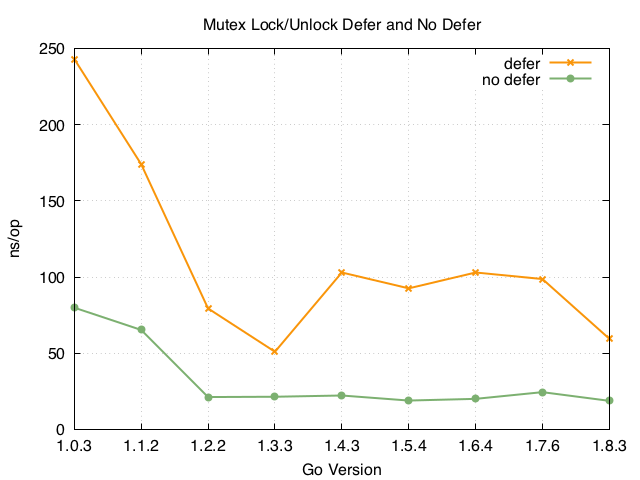 Mutex Lock/Unlock Defer and No Defer
250
200
150
100
50
0
ns/op
defer
no defer
1.0.3 1.1.2 1.2.2 1.3.3 1.4.3 1.5.4 1.6.4 1.7.6 1.8.3
Go Version